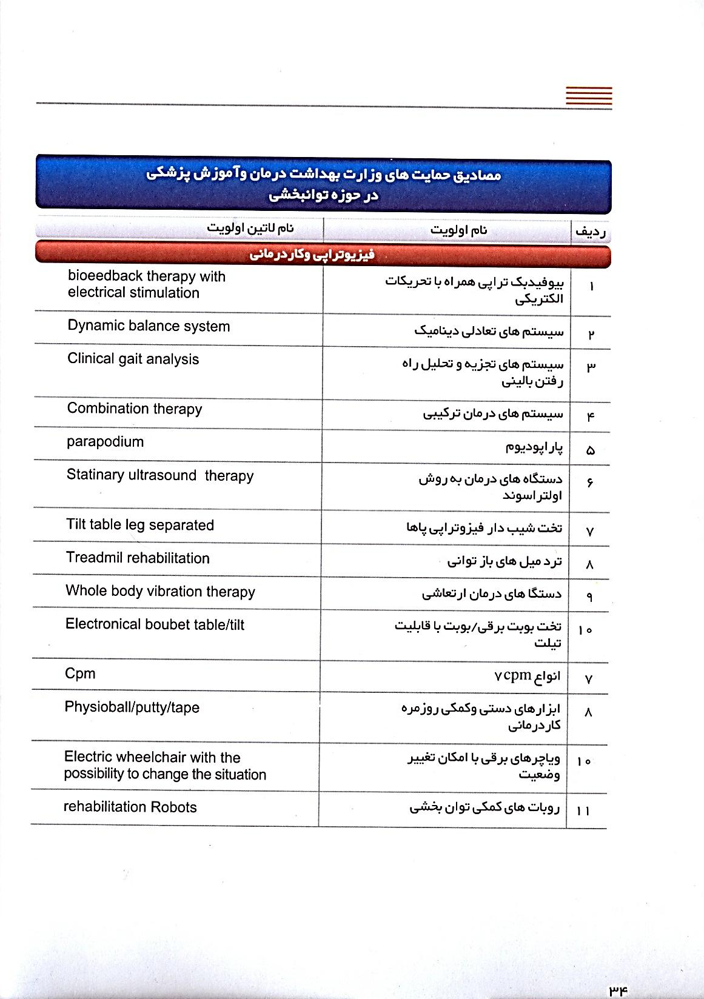 مصادیق حمایت های وزارت بهداشت درمان وآموزش پزشکی
در حوزه توانبخشی
ردیف نام اولویت نام لاتین اولویت
فیزیوتراپی وکاردرمانی
۱ بیوفیدبک تراپی همراه با تحریکات bioeedback therapy with
الکتریکی electrical stimulation
۲ سیستم های تعادلی دینامیک Dynamic balance system
۳ سیستم های تجزیه و تحلیل راه Clinical gait analysis
رفتن بالینی
۴ سیستم های درمان ترکیبی Combination therapy
۵ پاراپودیوم parapodium
۶ دستگاه های درمان به روش Statinary ultrasound therapy
اولتراسوند
۷ تخت شیب دار فیزوتراپی پاها Tilt table leg separated
۸ ترد میل های باز توانی Treadmil rehabilitation
۹ دستگا های درمان ارتعاشی Whole body vibration therapy
۱۰ تخت بوبت برقی/بوبت با قابلیت Electronical boubet table/tilt
تیلت
۷ انواع ۷cpm Cpm
۸ ابزارهای دستی وکمکی روزمره Physioball/putty/tape
کاردرمانی
۱۰ ویاچرهای برقی با امکان تغییر Electric wheelchair with the
وضعیت possibility to change the situation
۱۱ روبات های کمکی توان بخشی rehabilitation Robots
۳۴